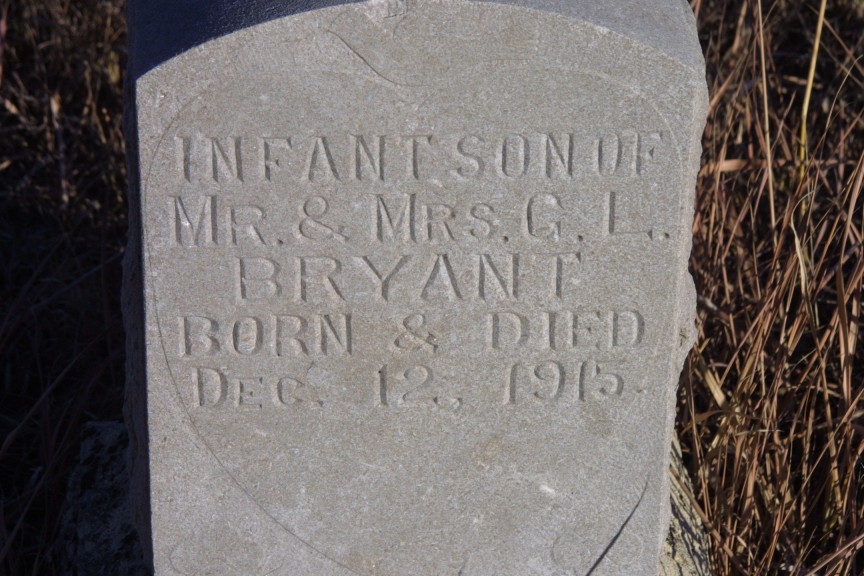 INFANT SON OF
MR. & MRS. G. L.
BRYANT
BORN & DIED
DEC. 12., 1915.